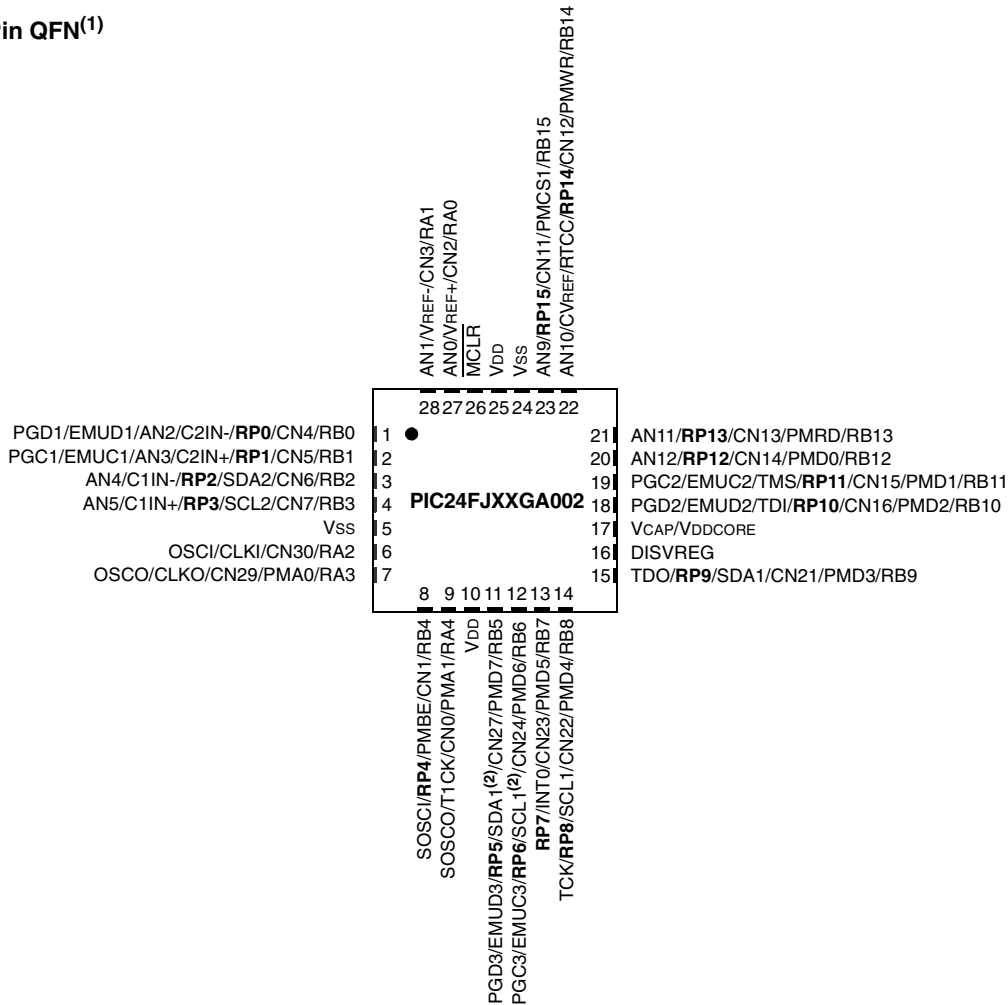 Pin QFN(1)
AN1/VREF-/CN3/RA1
AN0/VREF+/CN2/RA0
MCLR
VDD
VSS
AN9/RP15/CN11/PMCS1/RB15
AN10/CVREF/RTCC/RP14/CN12/PMWR/RB14
28 27 26 25 24 23 22
PGD1/EMUD1/AN2/C2IN-/RP0/CN4/RB0 1
PGC1/EMUC1/AN3/C2IN+/RP1/CN5/RB1 2
AN4/C1IN-/RP2/SDA2/CN6/RB2 3
AN5/C1IN+/RP3/SCL2/CN7/RB3 4
VSS 5
OSCI/CLKI/CN30/RA2 6
OSCO/CLKO/CN29/PMA0/RA3 7
PIC24FJXXGA002
21 AN11/RP13/CN13/PMRD/RB13
20 AN12/RP12/CN14/PMD0/RB12
19 PGC2/EMUC2/TMS/RP11/CN15/PMD1/RB11
18 PGD2/EMUD2/TDI/RP10/CN16/PMD2/RB10
17 VCAP/VDDCORE
16 DISVREG
15 TDO/RP9/SDA1/CN21/PMD3/RB9
8 9 10 11 12 13 14
SOSCI/RP4/PMBE/CN1/RB4
SOSCO/T1CK/CN0/PMA1/RA4
VDD
PGD3/EMUD3/RP5/SDA1(2)/CN27/PMD7/RB5
PGC3/EMUC3/RP6/SCL1(2)/CN24/PMD6/RB6
RP7/INT0/CN23/PMD5/RB7
TCK/RP8/SCL1/CN22/PMD4/RB8